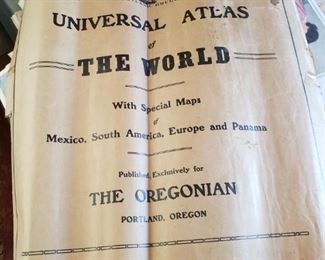 UNIVERSAL ATLAS
of
THE WORLD
With Special Maps
of
Mexico, South America, Europe and Panama
Published Exclusively for
THE OREGONIAN
PORTLAND, OREGON